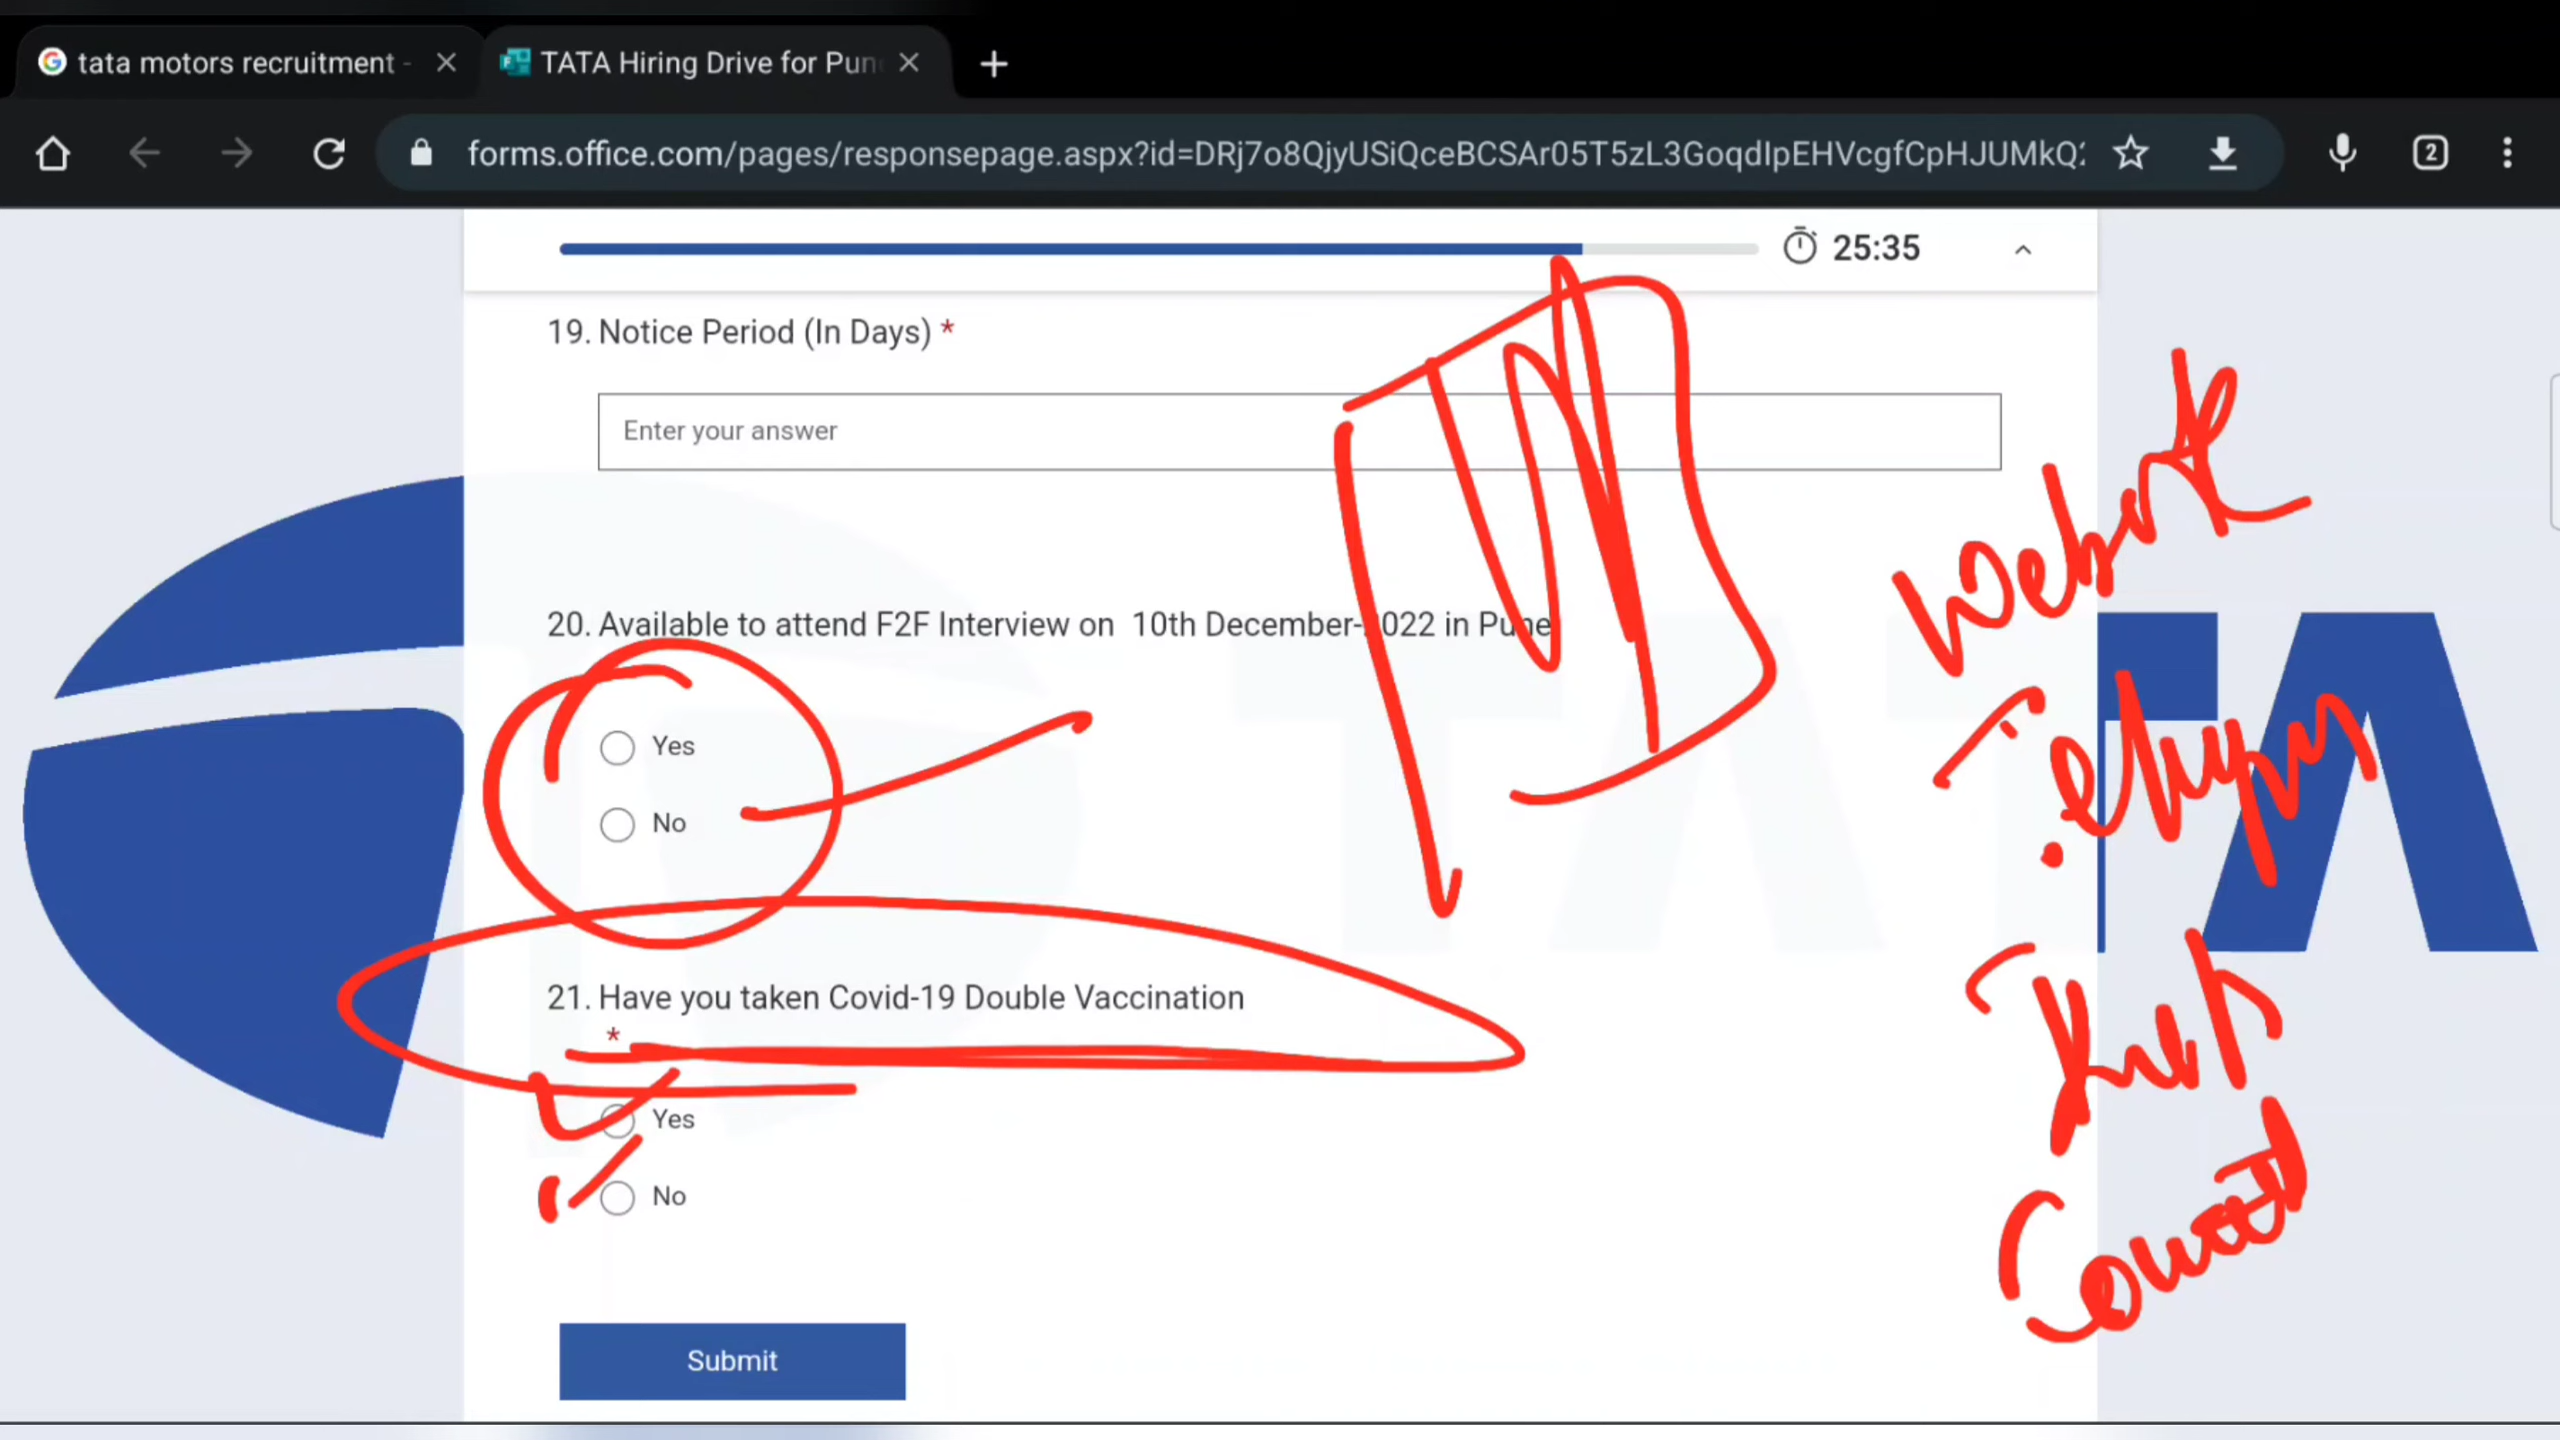 tata motors recruitment -
TATA Hiring Drive for Pun
forms.office.com/pages/responsepage.aspx?id=DRj7o8QjyUSiQceBCSAr05T5zL3GoqdIpEHVcgfCpHJUMkQ
2
25:35
19. Notice Period (In Days) *
Enter your answer
20. Available to attend F2F Interview on 10th December-2022 in Pune
Yes
No
21. Have you taken Covid-19 Double Vaccination
*
Yes
No
Submit
TATA